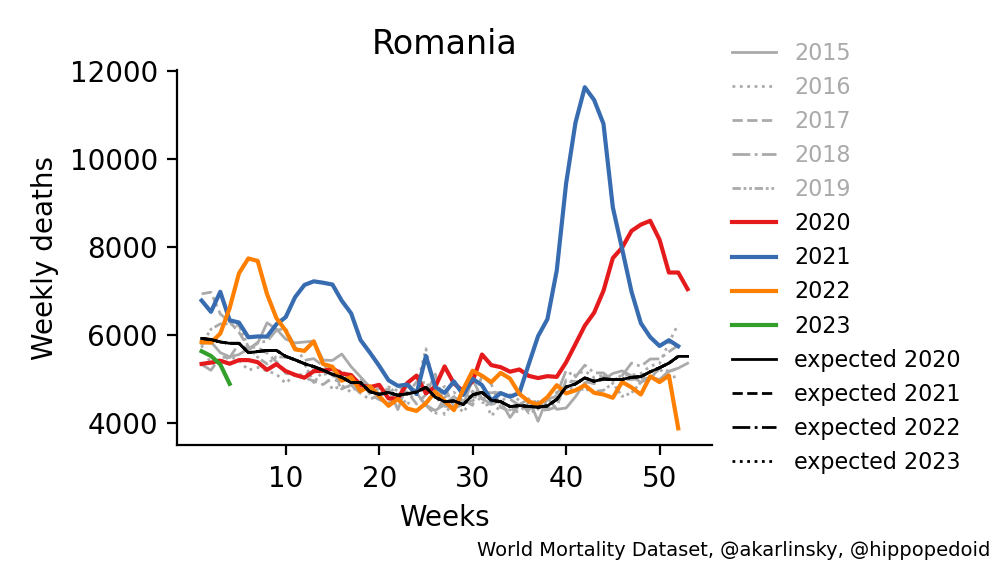 Romania
Weekly deaths
12000
10000
8000
6000
4000
10 20 30 40 50
Weeks
2015
2016
2017
2018
2019
2020
2021
2022
2023
expected 2020
expected 2021
expected 2022
expected 2023
World Mortality Dataset, @akarlinsky, @hippopedoid